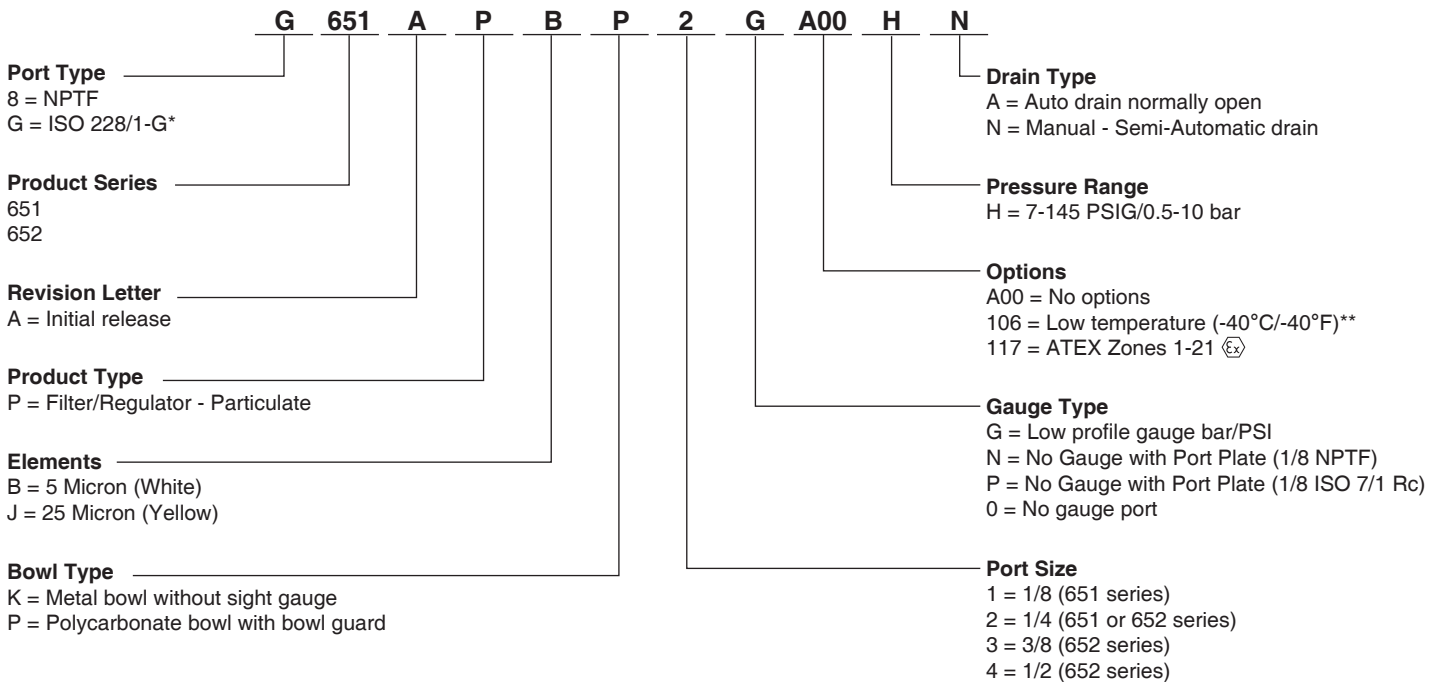 G 651 A P B P 2 G A00 H N
Port Type
8 = NPTF
G = ISO 228/1-G*
Product Series
651
652
Revision Letter
A = Initial release
Product Type
P = Filter/Regulator - Particulate
Elements
B = 5 Micron (White)
J = 25 Micron (Yellow)
Bowl Type
K = Metal bowl without sight gauge
P = Polycarbonate bowl with bowl guard
Drain Type
A = Auto drain normally open
N = Manual - Semi-Automatic drain
Pressure Range
H = 7-145 PSIG/0.5-10 bar
Options
A00 = No options
106 = Low temperature (-40°C/-40°F)**
117 = ATEX Zones 1-21 Ex
Gauge Type
G = Low profile gauge bar/PSI
N = No Gauge with Port Plate (1/8 NPTF)
P = No Gauge with Port Plate (1/8 ISO 7/1 Rc)
0 = No gauge port
Port Size
1 = 1/8 (651 series)
2 = 1/4 (651 or 652 series)
3 = 3/8 (652 series)
4 = 1/2 (652 series)